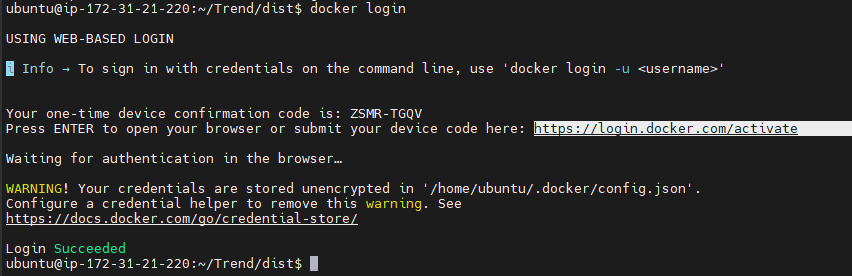 ubuntu@ip-172-31-21-220:~/Trend/dist$ docker login
USING WEB-BASED LOGIN
i Info → To sign in with credentials on the command line, use 'docker login -u <username>'
Your one-time device confirmation code is: ZSMR-TGQV
Press ENTER to open your browser or submit your device code here: https://login.docker.com/activate
Waiting for authentication in the browser…
WARNING! Your credentials are stored unencrypted in '/home/ubuntu/.docker/config.json'.
Configure a credential helper to remove this warning. See
https://docs.docker.com/go/credential-store/
Login Succeeded
ubuntu@ip-172-31-21-220:~/Trend/dist$